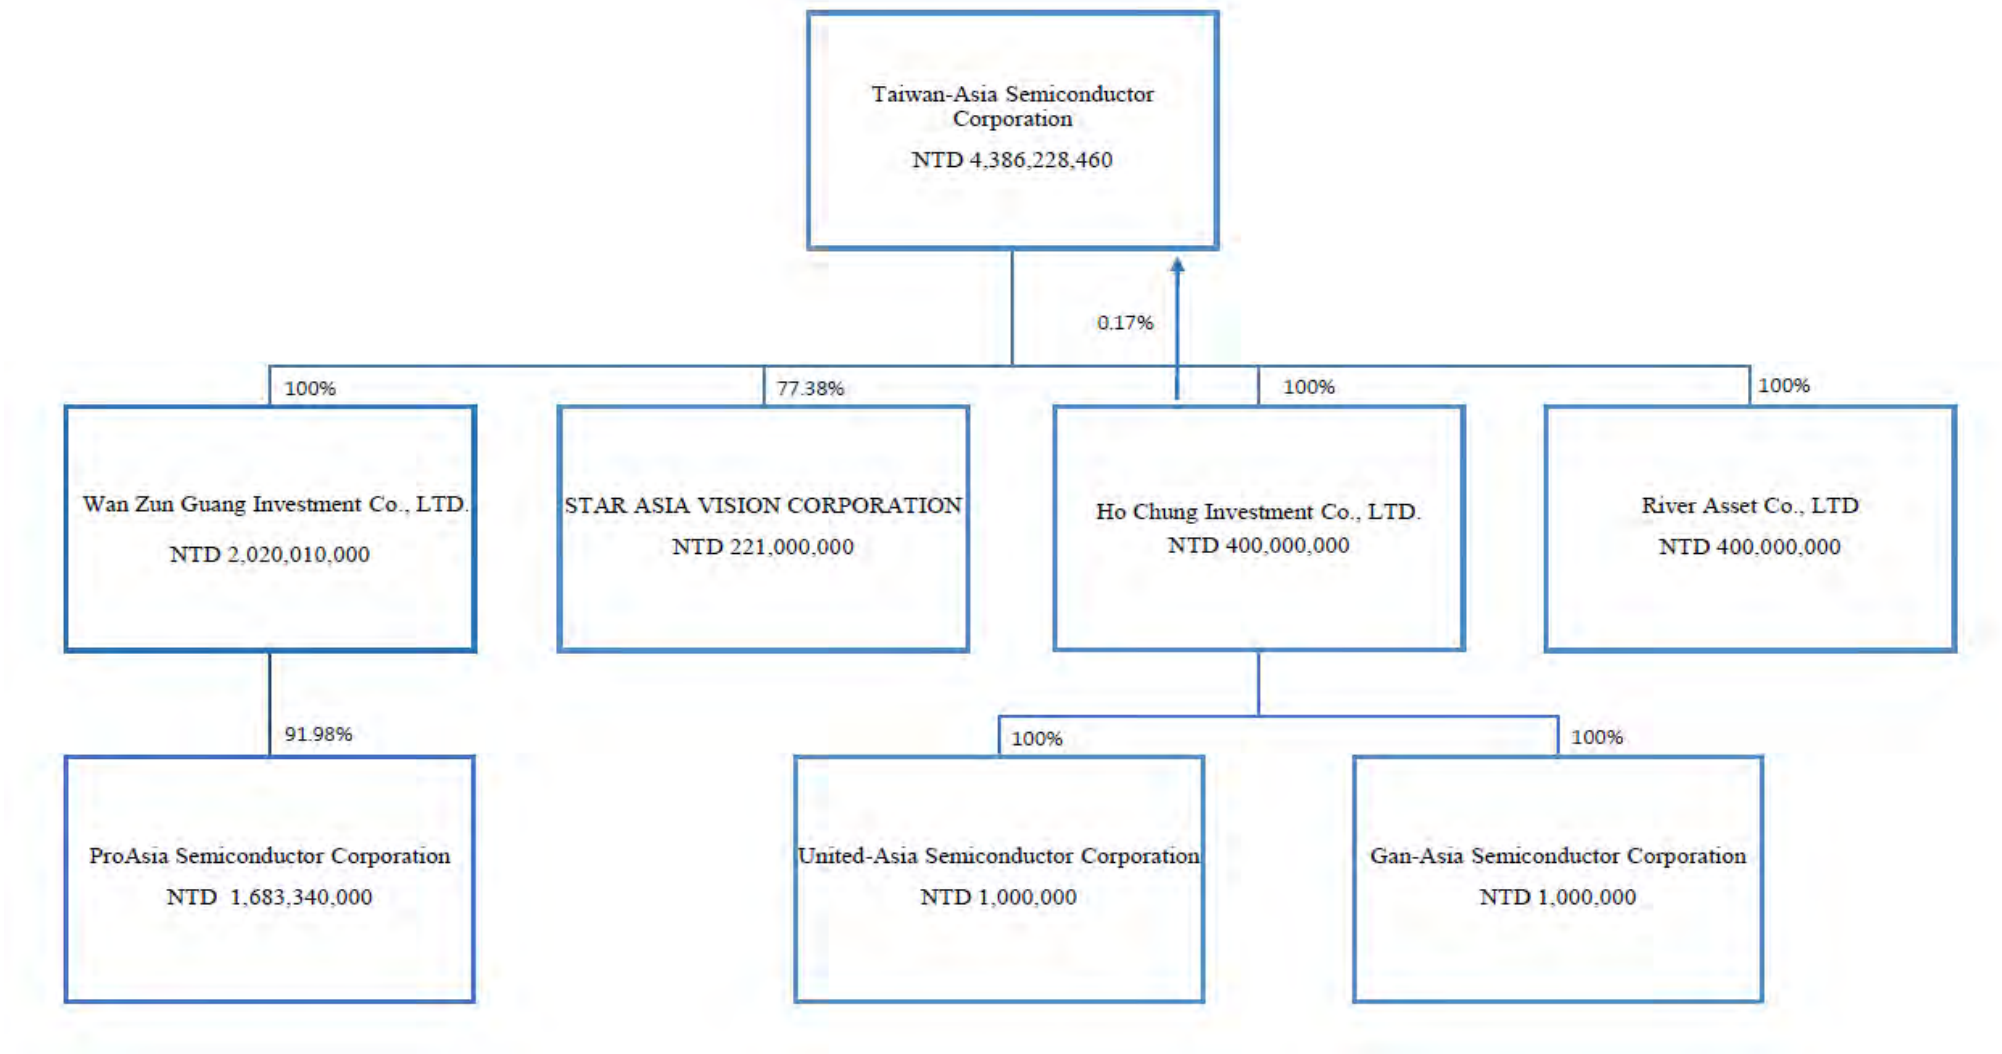 Taiwan-Asia Semiconductor
Corporation
NTD 4,386,228,460
0.17%
100%
77.38%
100%
100%
Wan Zun Guang Investment Co., LTD.
NTD 2,020,010,000
STAR ASIA VISION CORPORATION
NTD 221,000,000
Ho Chung Investment Co., LTD.
NTD 400,000,000
River Asset Co., LTD
NTD 400,000,000
91.98%
100%
100%
ProAsia Semiconductor Corporation
NTD 1,683,340,000
United-Asia Semiconductor Corporation
NTD 1,000,000
Gan-Asia Semiconductor Corporation
NTD 1,000,000